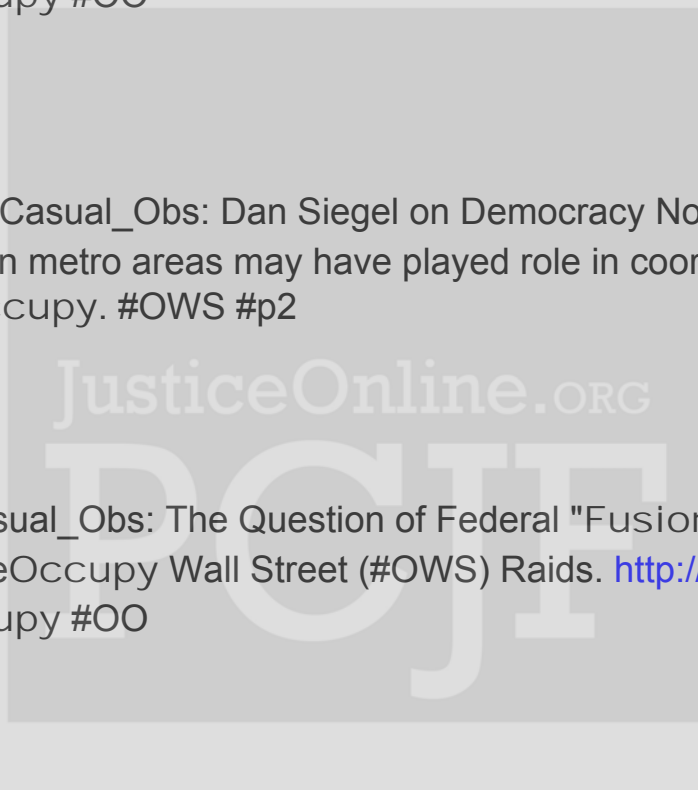 upy #OO
Casual_Obs: Dan Siegel on Democracy No
n metro areas may have played role in coor
cupy. #OWS #p2
JusticeOnline.ORG
PCJF
sual_Obs: The Question of Federal "Fusion
eOccupy Wall Street (#OWS) Raids. http:/
upy #OO